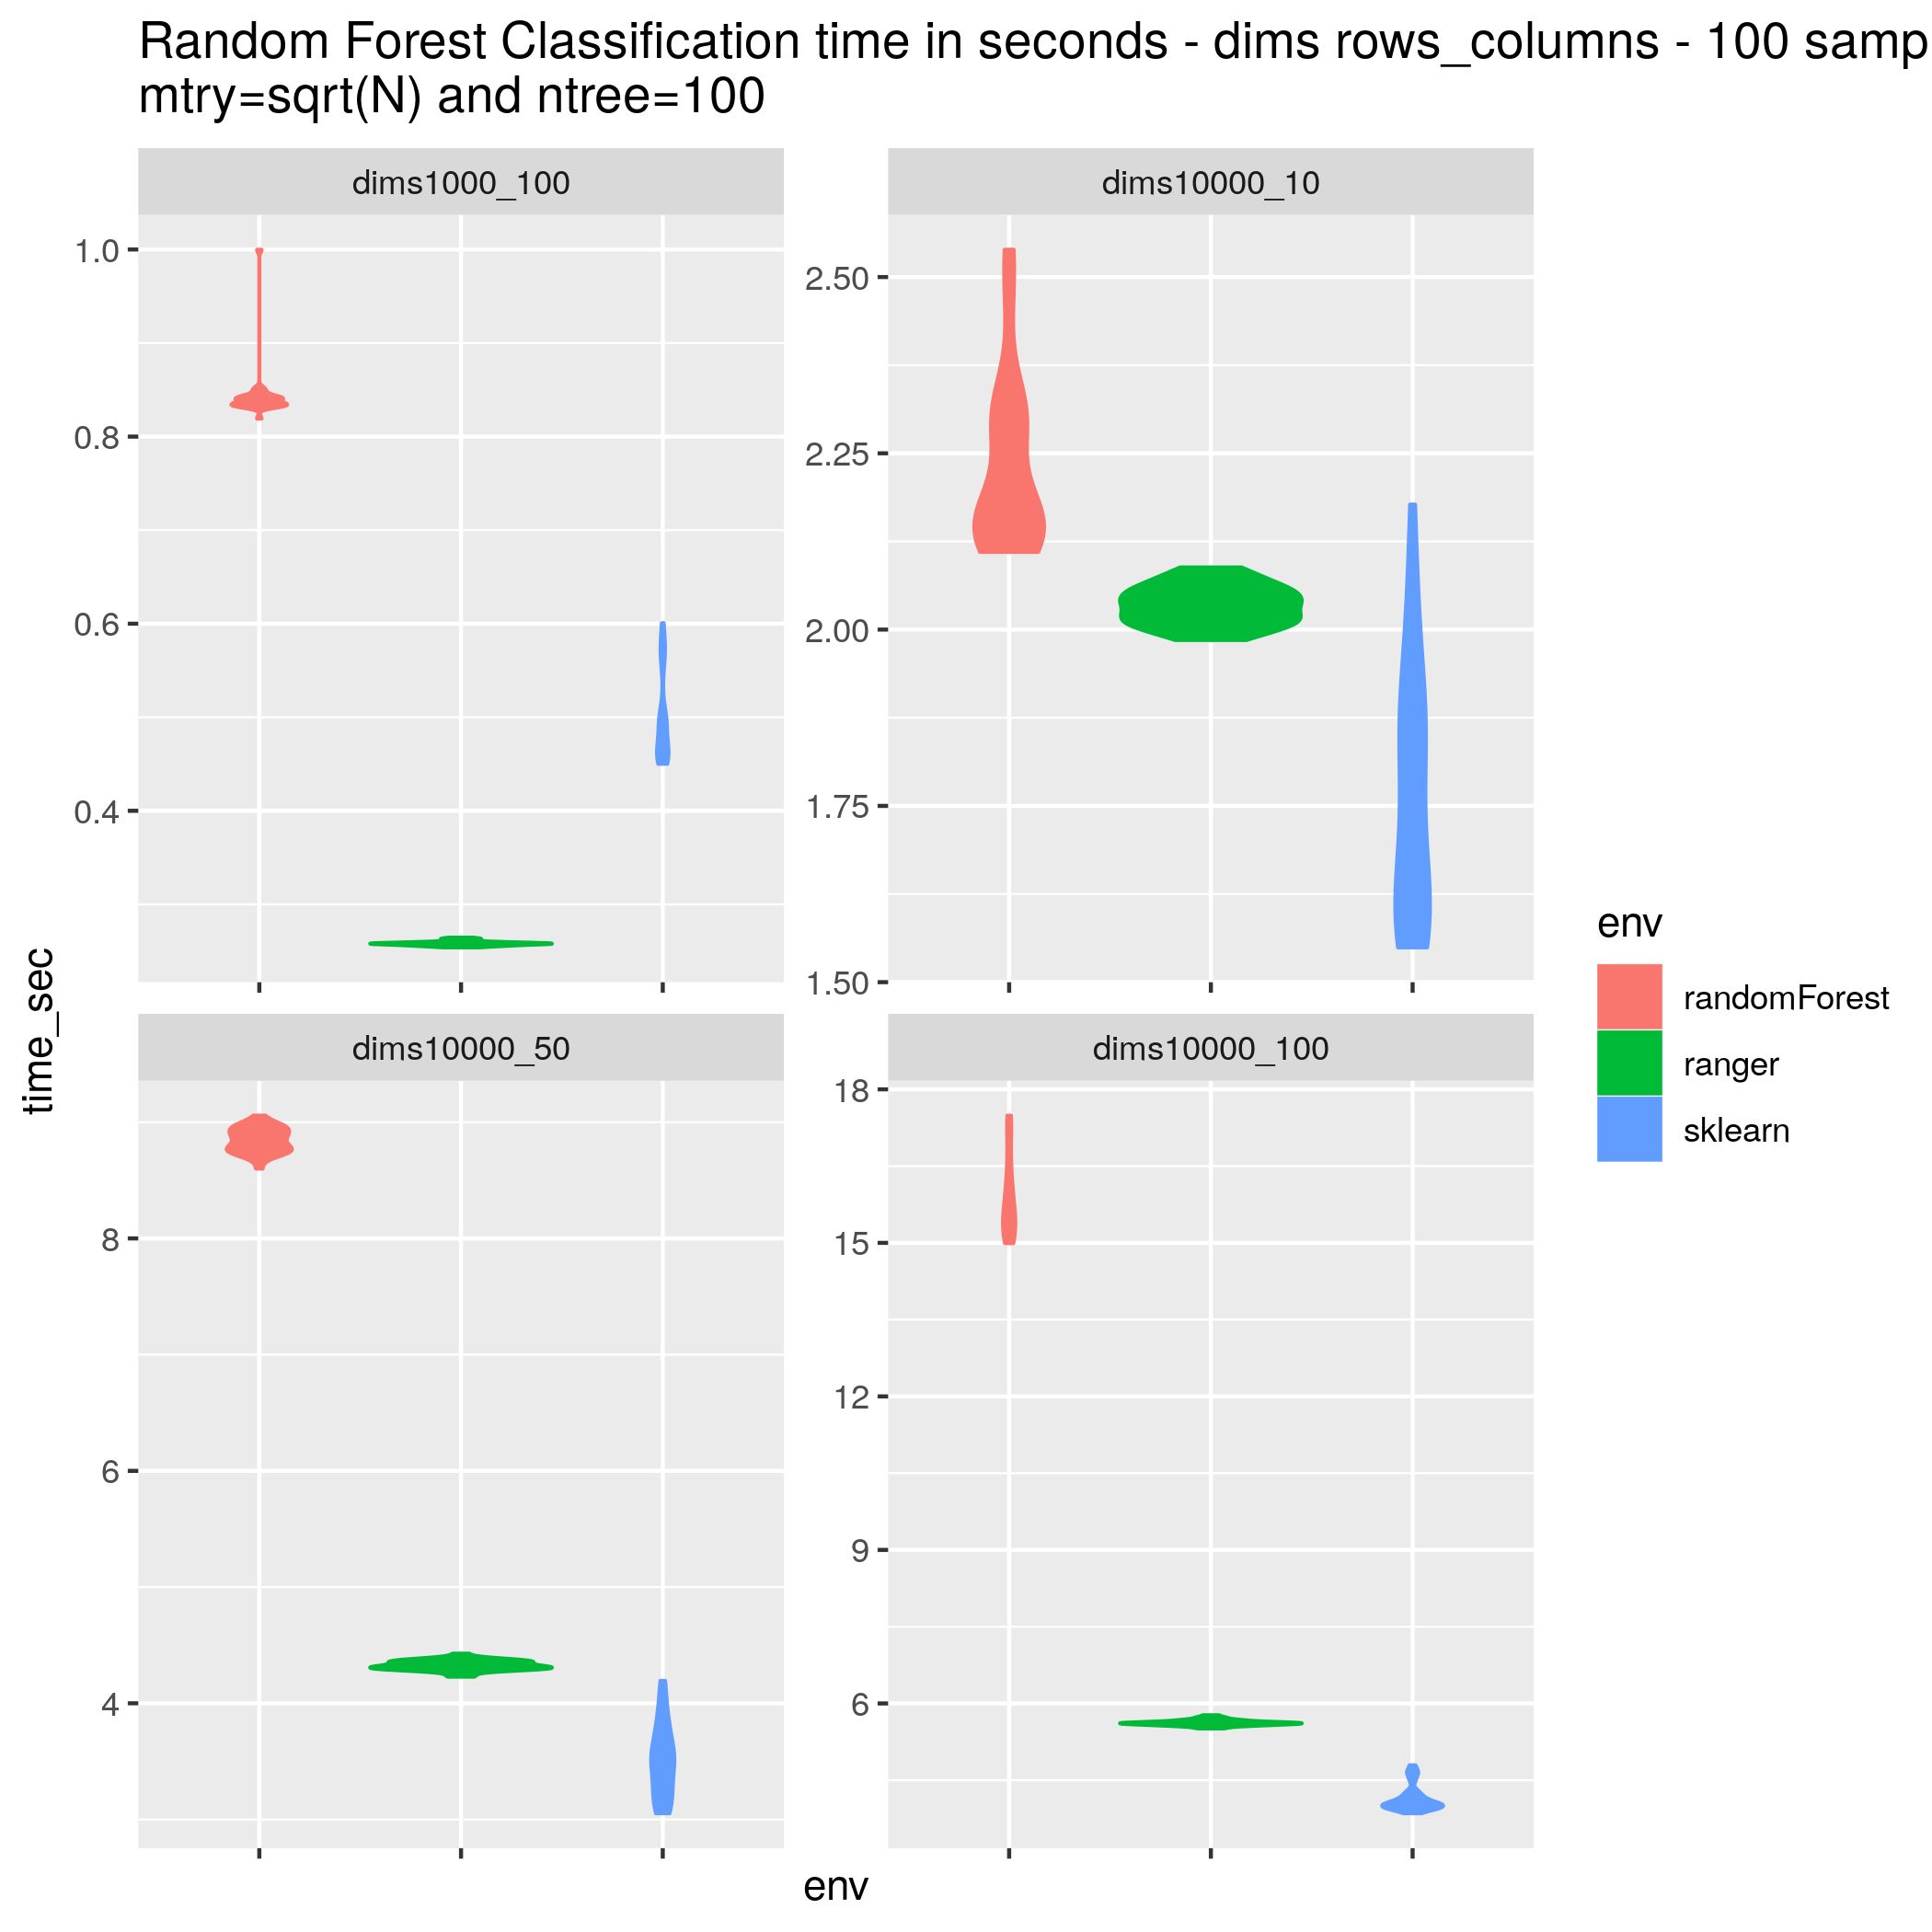 Random Forest Classification time in seconds - dims rows_columns - 100 samp
mtry=sqrt(N) and ntree=100
dims1000_100
1.0
0.8
0.6
0.4
dims10000_10
2.50
2.25
2.00
1.75
1.50
time_sec
dims10000_50
8
6
4
dims10000_100
18
15
12
9
6
env
env
randomForest
ranger
sklearn